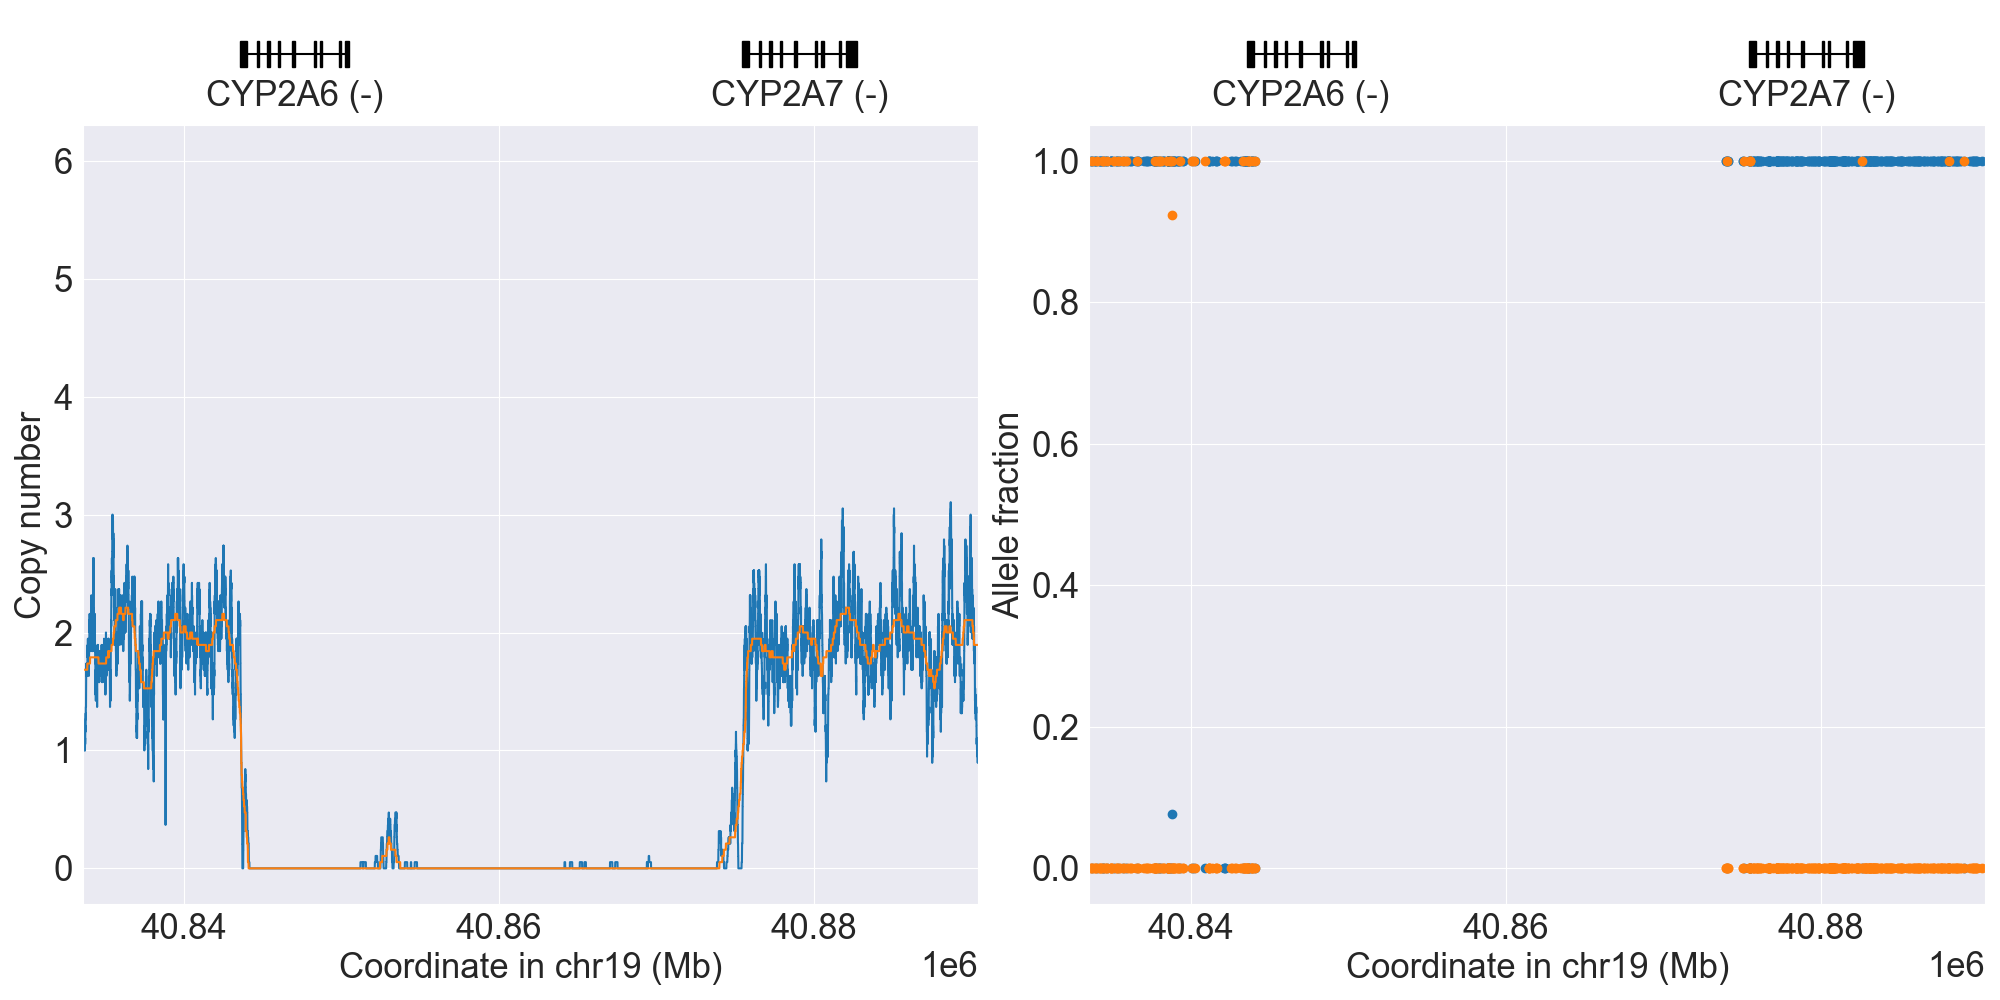 CYP2A6 (-) CYP2A7 (-)
6
5
4
3
2
1
0
Copy number
40.84 40.86 40.88
Coordinate in chr19 (Mb)
1e6
CYP2A6 (-) CYP2A7 (-)
1.0
0.8
0.6
0.4
0.2
0.0
Allele fraction
40.84 40.86 40.88
Coordinate in chr19 (Mb)
1e6